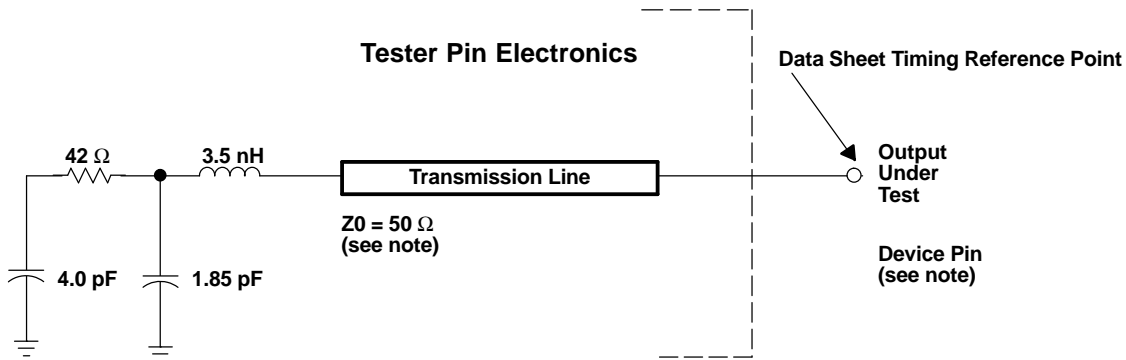 Tester Pin Electronics
Data Sheet Timing Reference Point
42 Ω
3.5 nH
Transmission Line
Output
Under
Test
Z0 = 50 Ω
(see note)
Device Pin
(see note)
4.0 pF
1.85 pF